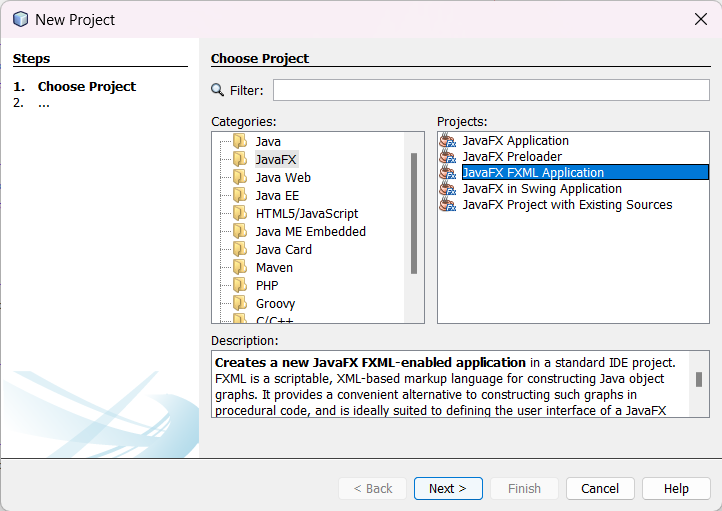 New Project
Steps
1. Choose Project
2. ...
Choose Project
Filter:
Categories:
Java
JavaFX
Java Web
Java EE
HTML5/JavaScript
Java ME Embedded
Java Card
Maven
PHP
Groovy
C/C++
Projects:
JavaFX Application
JavaFX Preloader
JavaFX FXML Application
JavaFX in Swing Application
JavaFX Project with Existing Sources
Description:
Creates a new JavaFX FXML-enabled application in a standard IDE project.
FXML is a scriptable, XML-based markup language for constructing Java object
graphs. It provides a convenient alternative to constructing such graphs in
procedural code, and is ideally suited to defining the user interface of a JavaFX
< Back
Next >
Finish
Cancel
Help